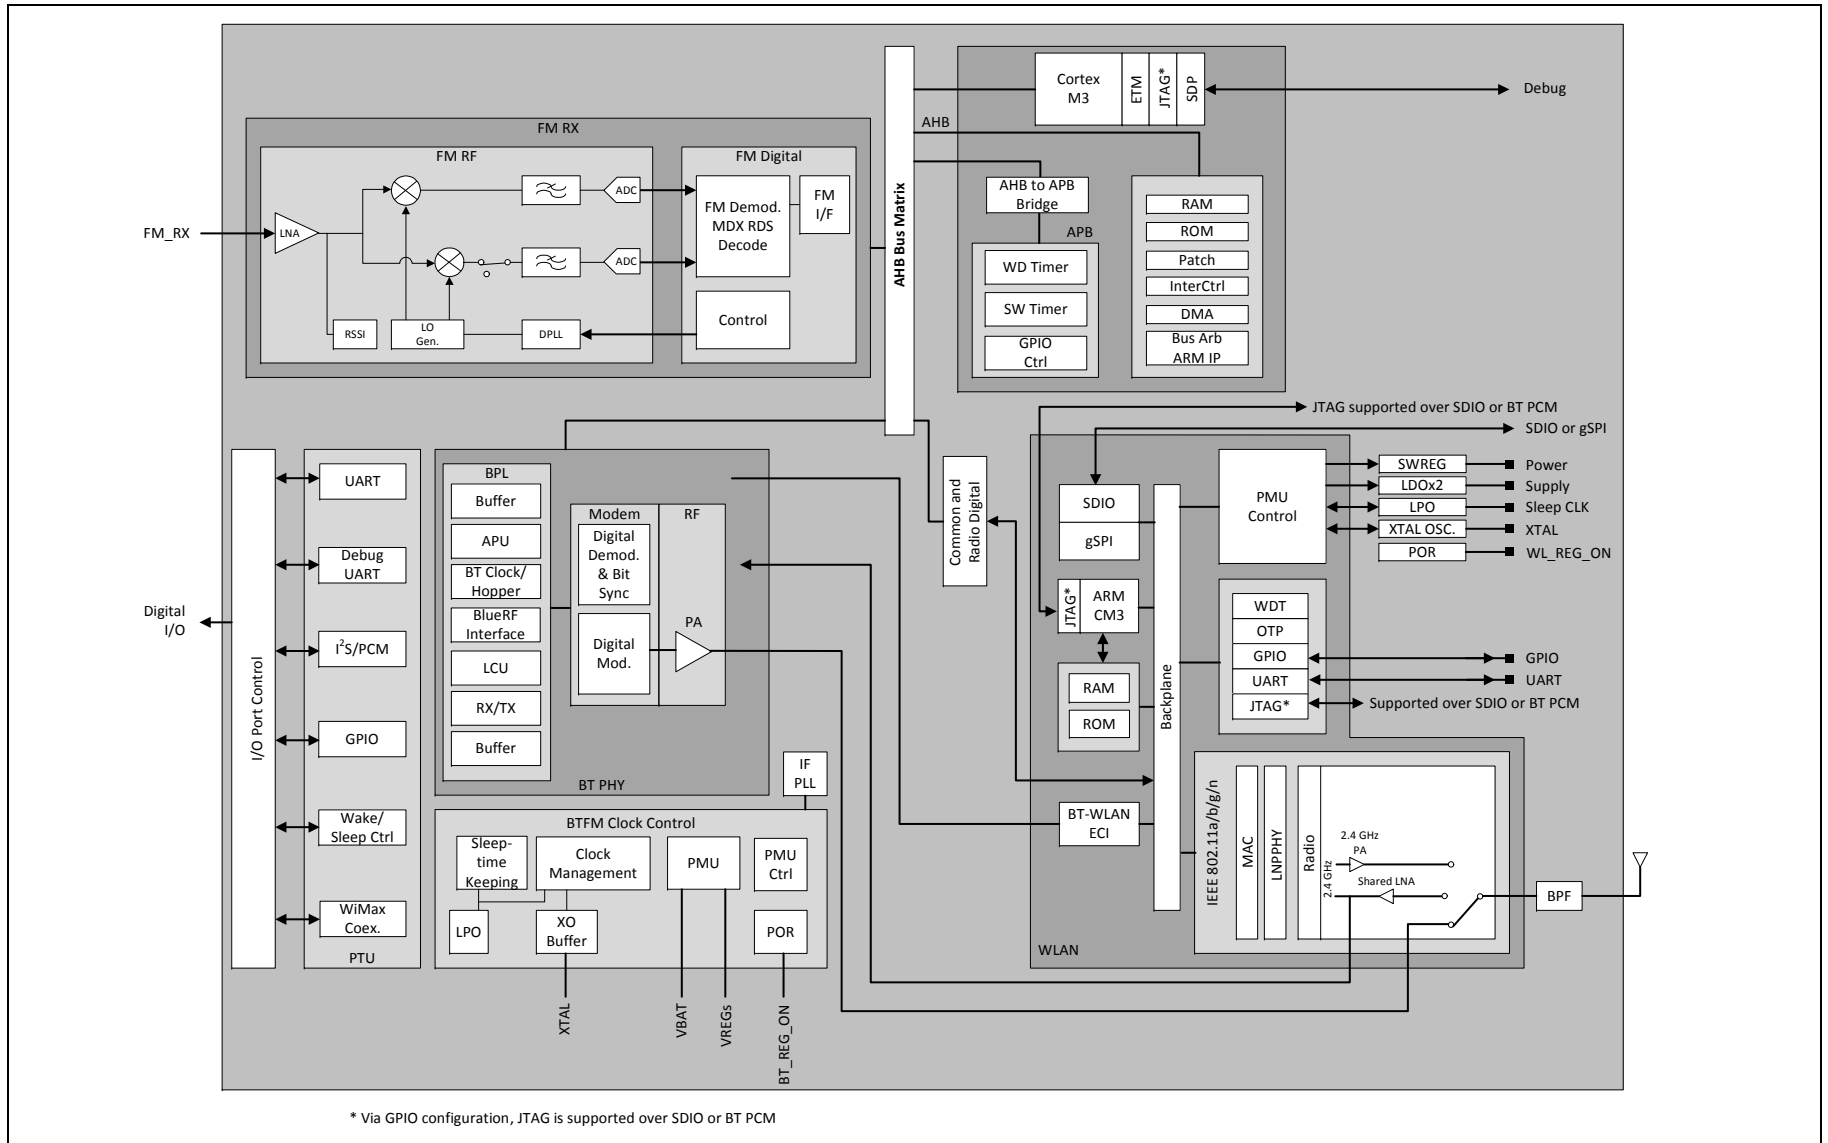 FM RX
FM RF
FM Digital
FM_RX
LNA
ADC
ADC
RSSI
LO
Gen.
DPLL
FM Demod.
MDX RDS
Decode
FM
I/F
Control
AHB Bus Matrix
Cortex
M3
ETM
JTAG*
SDP
Debug
AHB
AHB to APB
Bridge
APB
WD Timer
SW Timer
GPIO
Ctrl
RAM
ROM
Patch
InterCtrl
DMA
Bus Arb
ARM IP
JTAG supported over SDIO or BT PCM
SDIO or gSPI
Digital
I/O
I/O Port Control
UART
Debug
UART
I2S/PCM
GPIO
Wake/
Sleep Ctrl
WiMax
Coex.
PTU
BPL
Buffer
APU
BT Clock/
Hopper
BlueRF
Interface
LCU
RX/TX
Buffer
Modem
Digital
Demod.
& Bit
Sync
Digital
Mod.
RF
PA
BT PHY
IF
PLL
BTFM Clock Control
Sleep-
time
Keeping
Clock
Management
PMU
PMU
Ctrl
LPO
XO
Buffer
POR
XTAL
VBAT
VREGs
BT_REG_ON
Common and
Radio Digital
SDIO
gSPI
JTAG*
ARM
CM3
RAM
ROM
BT-WLAN
ECI
Backplane
PMU
Control
SWREG
Power
LDOx2
Supply
LPO
Sleep CLK
XTAL OSC.
XTAL
POR
WL_REG_ON
WDT
OTP
GPIO
GPIO
UART
UART
JTAG*
Supported over SDIO or BT PCM
WLAN
IEEE 802.11a/b/g/n
MAC
LNPPHY
Radio
2.4 GHz
2.4 GHz
PA
Shared LNA
BPF
* Via GPIO configuration, JTAG is supported over SDIO or BT PCM